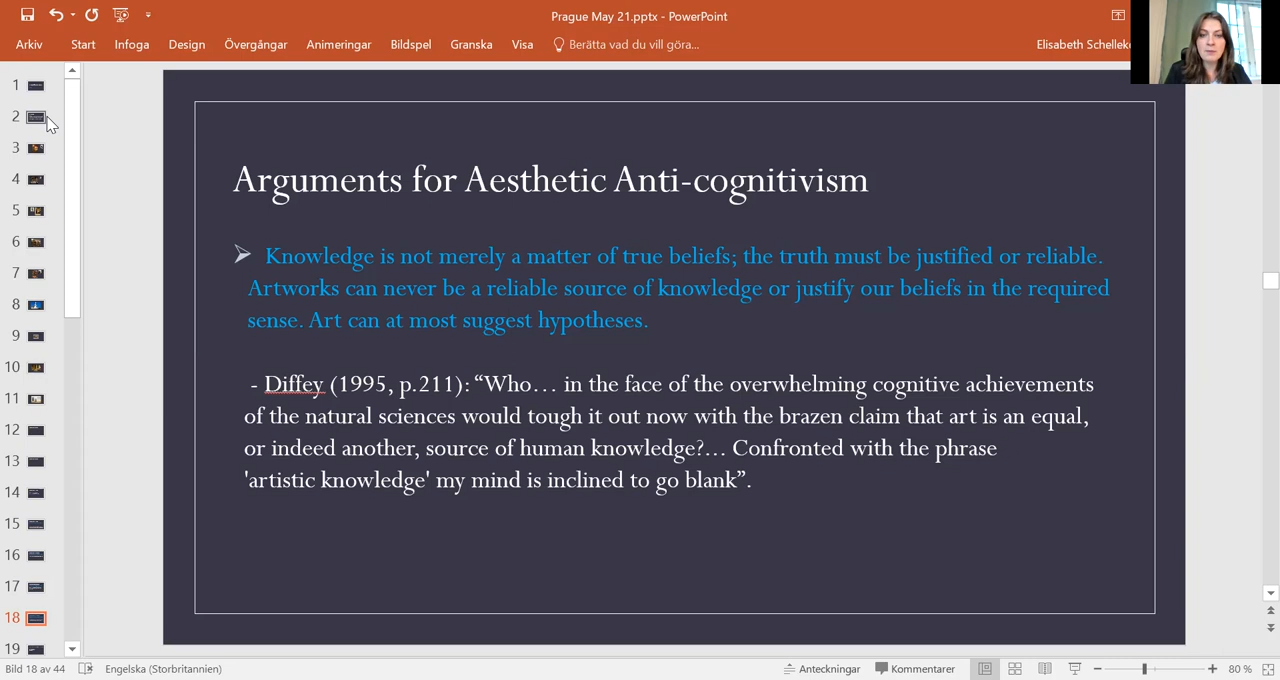 Prague May 21.pptx - PowerPoint
Arkiv Start Infoga Design Övergångar Animeringar Bildspel Granska Visa Berätta vad du vill göra...
1
2
3
4
5
6
7
8
9
10
11
12
13
14
15
16
17
18
19
Arguments for Aesthetic Anti-cognitivism
➢ Knowledge is not merely a matter of true beliefs; the truth must be justified or reliable.
Artworks can never be a reliable source of knowledge or justify our beliefs in the required
sense. Art can at most suggest hypotheses.
- Diffey (1995, p.211): “Who… in the face of the overwhelming cognitive achievements
of the natural sciences would tough it out now with the brazen claim that art is an equal,
or indeed another, source of human knowledge?… Confronted with the phrase
'artistic knowledge' my mind is inclined to go blank”.
Elisabeth
Bild 18 av 44 Engelska (Storbritannien) Anteckningar Kommentarer 80 %